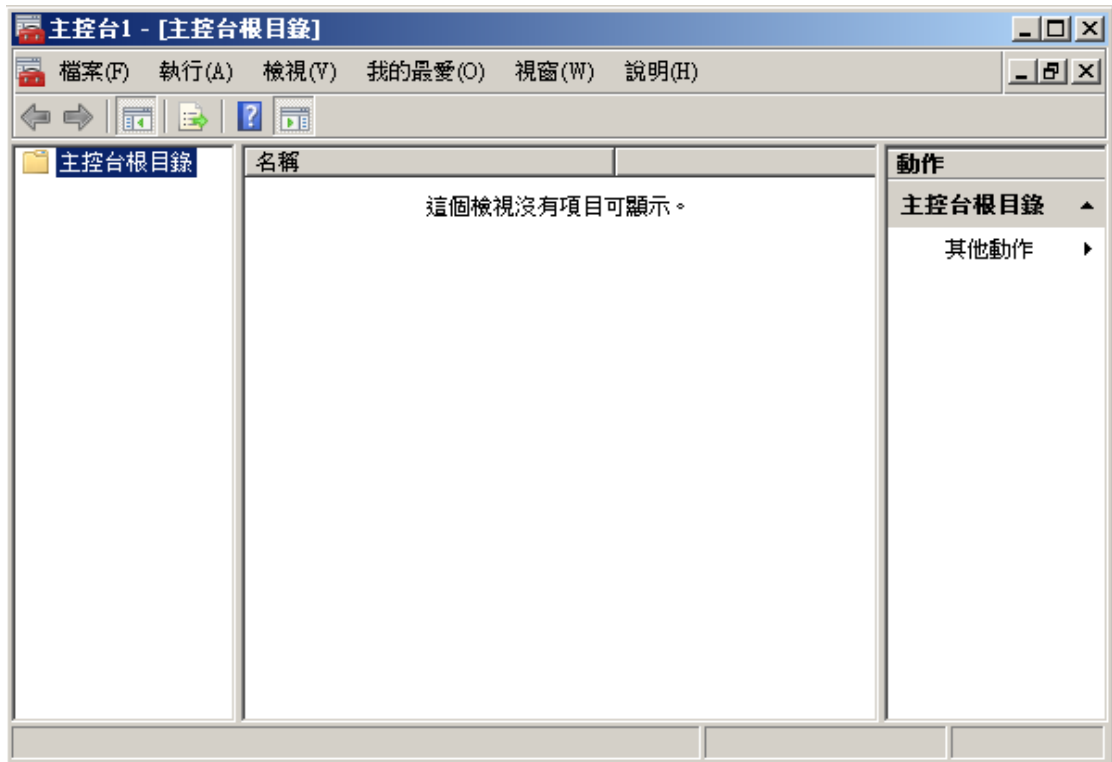 主控台1 - [主控台根目錄]
檔案(F) 執行(A) 檢視(V) 我的最愛(O) 視窗(W) 說明(H)
主控台根目錄
名稱
這個檢視沒有項目可顯示。
動作
主控台根目錄
其他動作